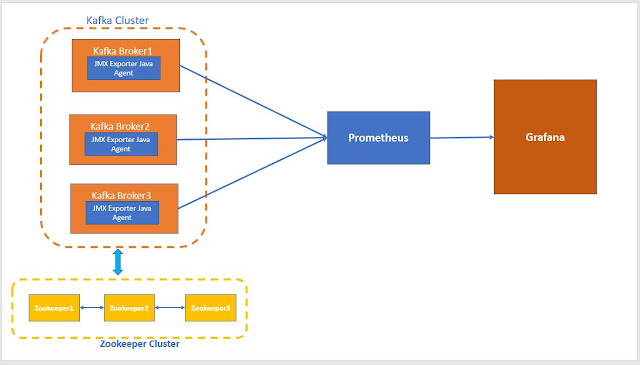 Kafka Cluster
Kafka Broker1
JMX Exporter Java
Agent
Kafka Broker2
JMX Exporter Java
Agent
Kafka Broker3
JMX Exporter Java
Agent
Prometheus
Grafana
Zookeeper1
Zookeeper2
Zookeeper3
Zookeeper Cluster